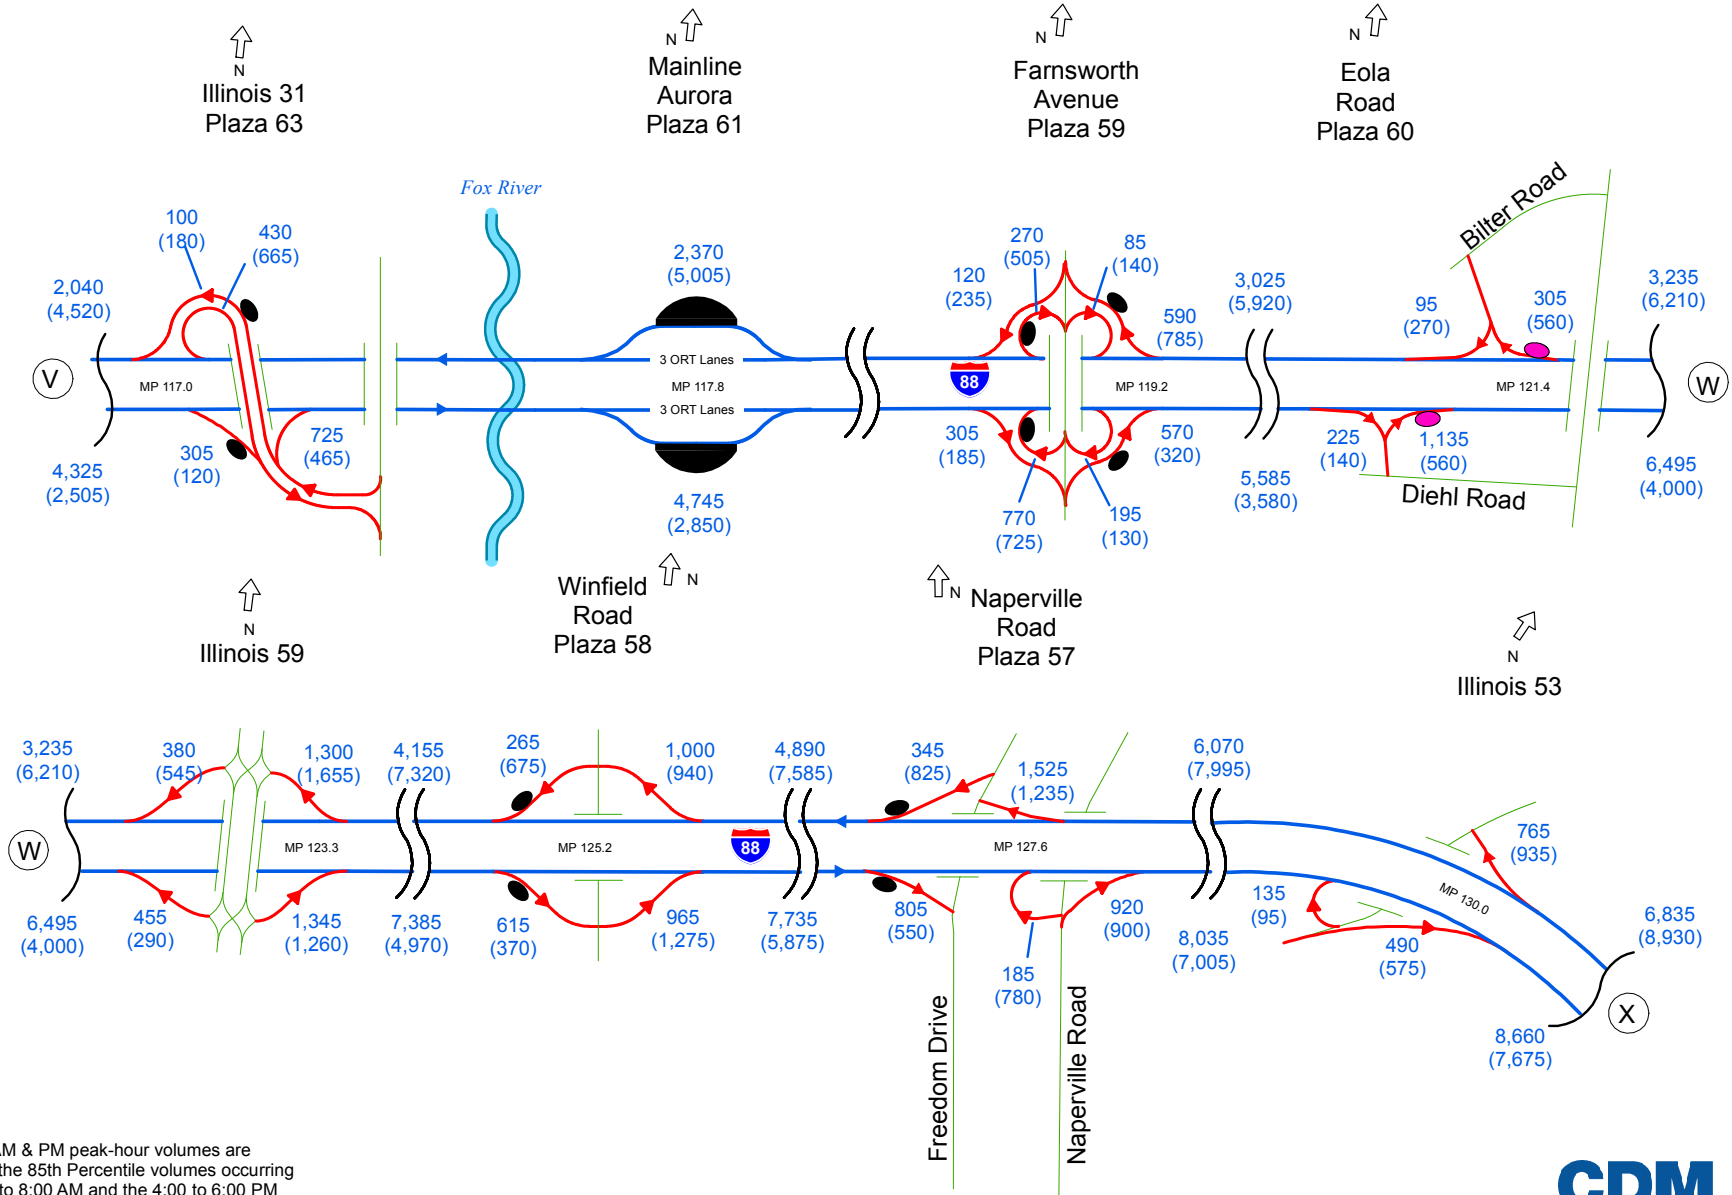 N
Illinois 31
Plaza 63
N
Mainline
Aurora
Plaza 61
N
Farnsworth
Avenue
Plaza 59
N
Eola
Road
Plaza 60
Fox River
Bilter Road
100
(180)
430
(665)
2,040
(4,520)
2,370
(5,005)
270
(505)
85
(140)
120
(235)
590
(785)
3,025
(5,920)
95
(270)
305
(560)
3,235
(6,210)
V
MP 117.0
3 ORT Lanes
MP 117.8
3 ORT Lanes
88
MP 119.2
MP 121.4
W
4,325
(2,505)
305
(120)
725
(465)
4,745
(2,850)
305
(185)
770
(725)
195
(130)
570
(320)
5,585
(3,580)
225
(140)
1,135
(560)
6,495
(4,000)
Diehl Road
N
Illinois 59
Winfield
Road
Plaza 58
N
N
Naperville
Road
Plaza 57
N
Illinois 53
3,235
(6,210)
380
(545)
1,300
(1,655)
4,155
(7,320)
265
(675)
1,000
(940)
4,890
(7,585)
345
(825)
1,525
(1,235)
6,070
(7,995)
765
(935)
W
MP 123.3
MP 125.2
88
MP 127.6
MP 130.0
6,495
(4,000)
455
(290)
1,345
(1,260)
7,385
(4,970)
615
(370)
965
(1,275)
7,735
(5,875)
805
(550)
185
(780)
920
(900)
8,035
(7,005)
135
(95)
490
(575)
6,835
(8,930)
X
8,660
(7,675)
Freedom Drive
Naperville Road
AM & PM peak-hour volumes are
the 85th Percentile volumes occurring
to 8:00 AM and the 4:00 to 6:00 PM
CDM